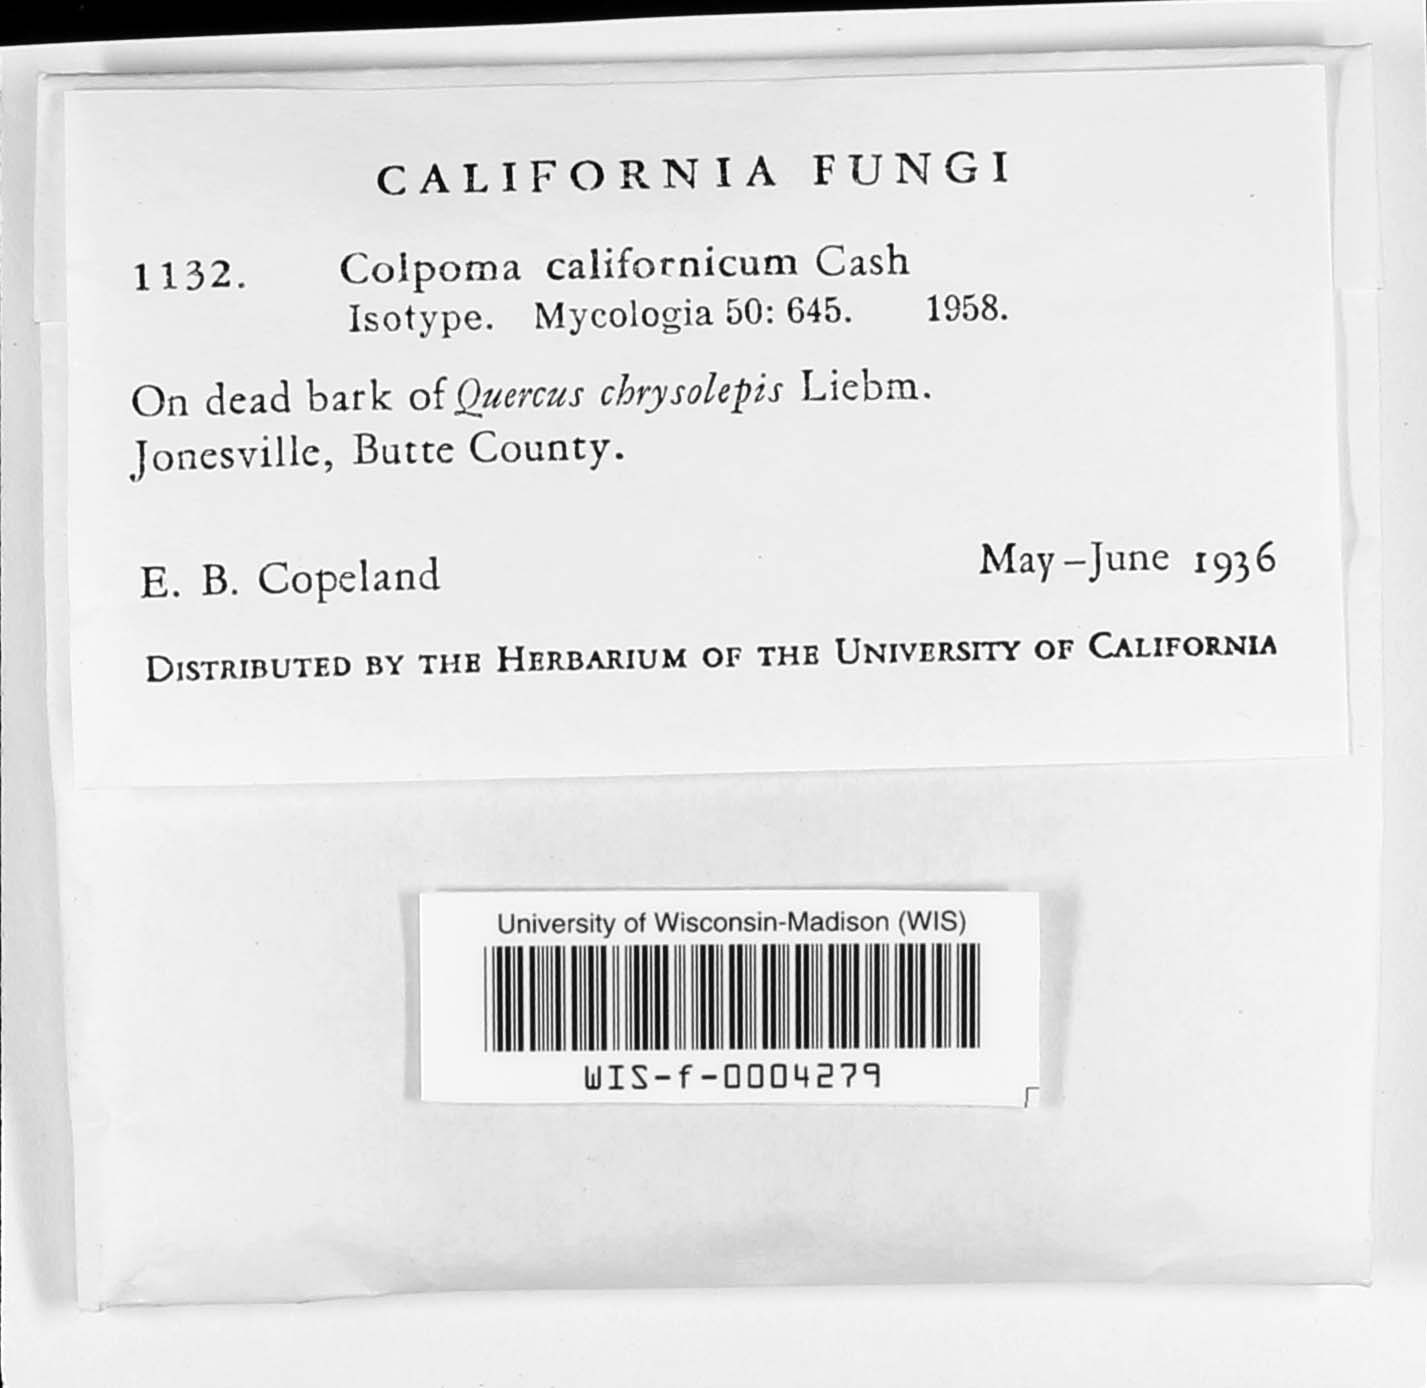 CALIFORNIA FUNGI
1132. Colpoma californicum Cash
Isotype. Mycologia 50: 645. 1958.
On dead bark of Quercus chrysolepis Liebm.
Jonesville, Butte County.
E. B. Copeland May–June 1936
DISTRIBUTED BY THE HERBARIUM OF THE UNIVERSITY OF CALIFORNIA
University of Wisconsin-Madison (WIS)
WIS-f-0004279